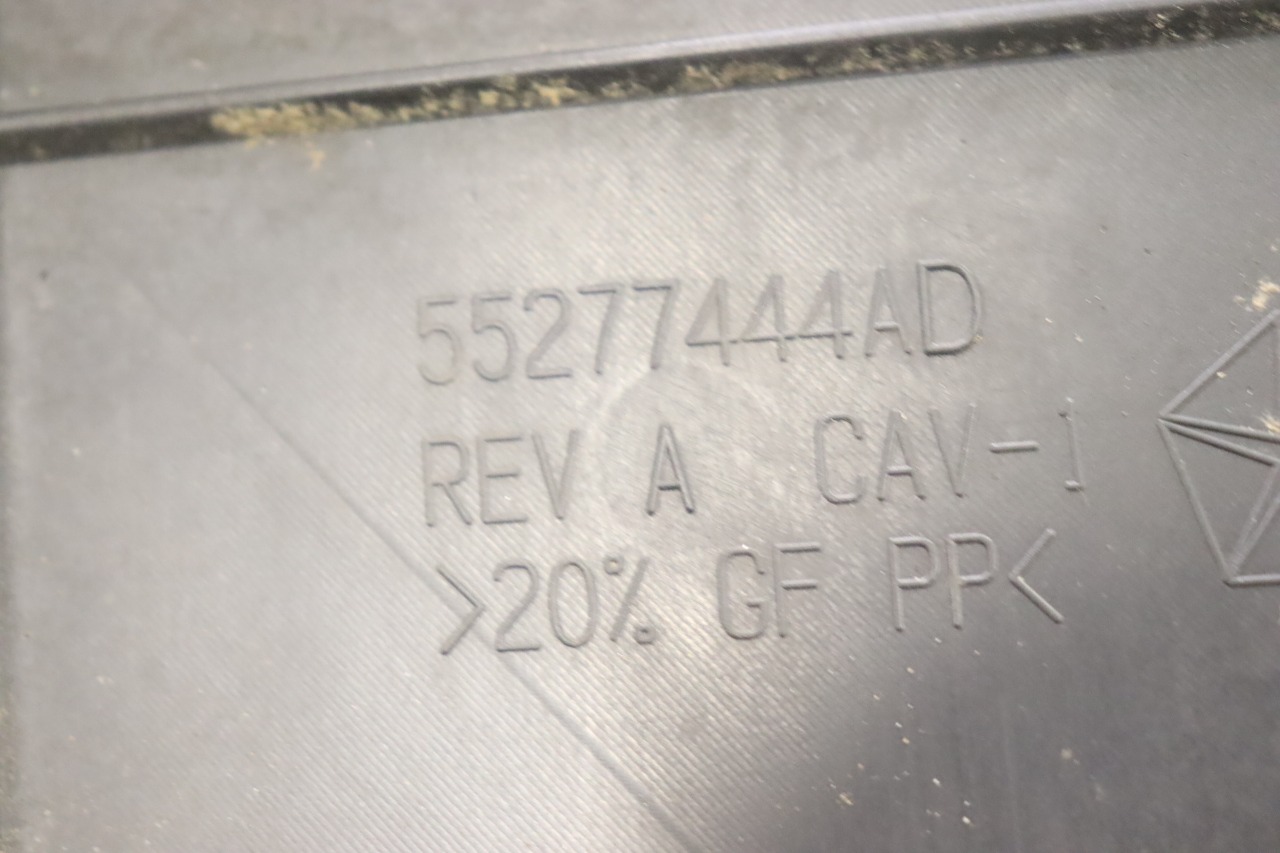 55277444AD
REV A CAV-1
>20% GF PP<